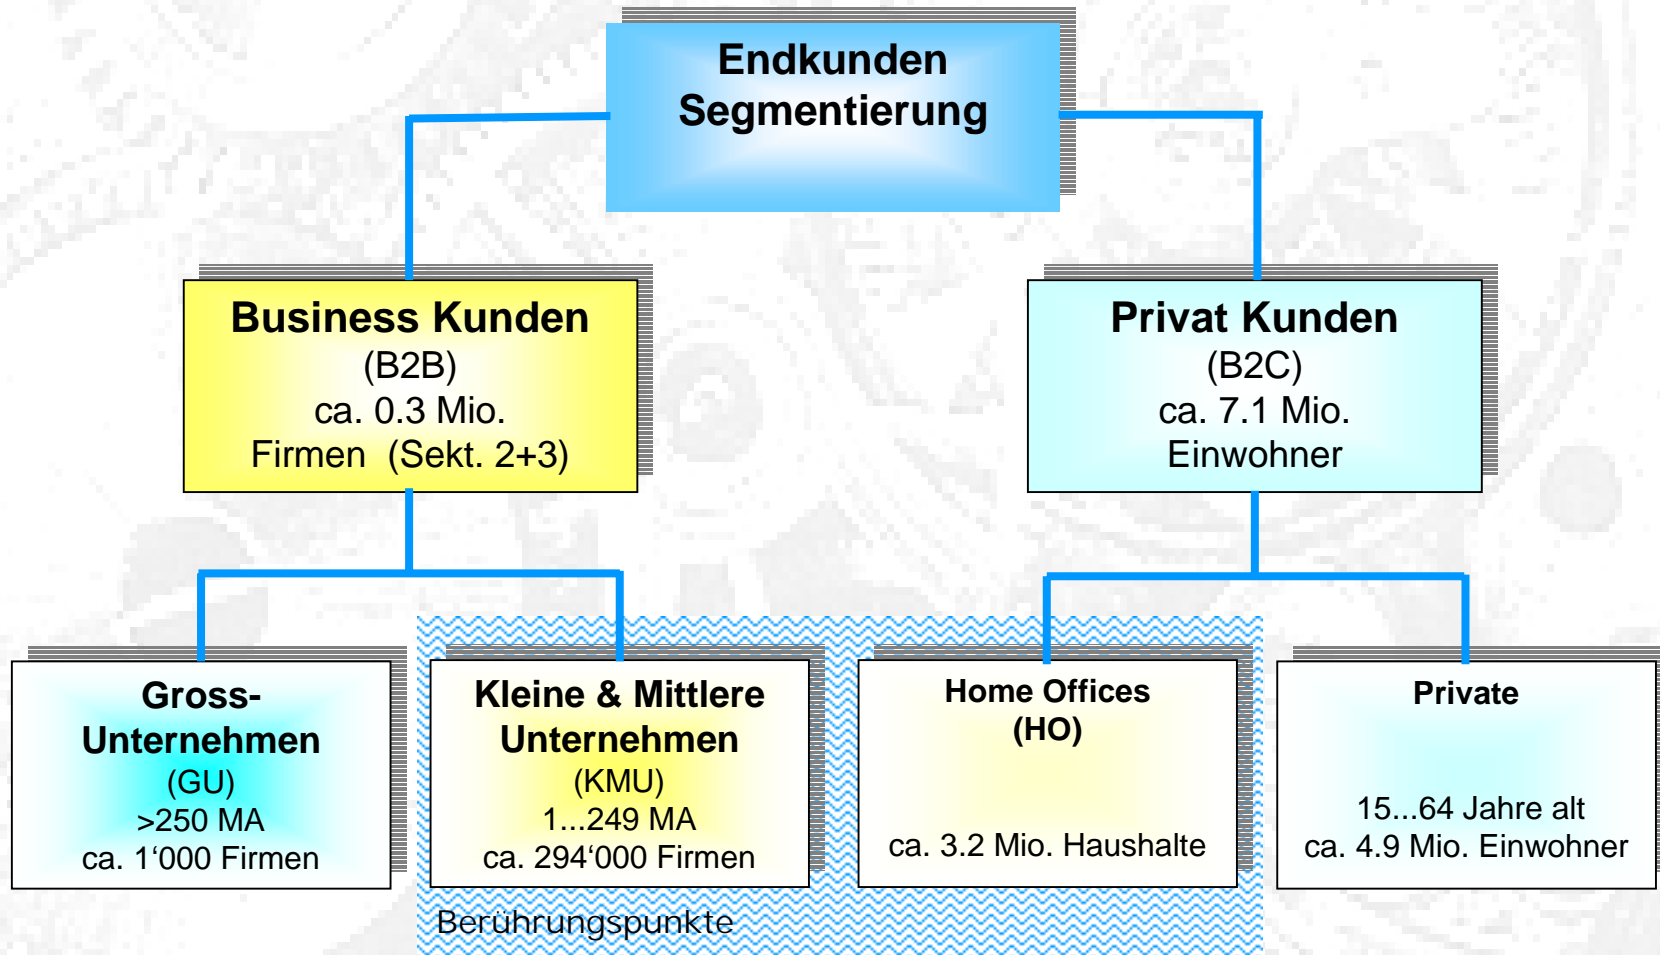 Endkunden
Segmentierung
Business Kunden
(B2B)
ca. 0.3 Mio.
Firmen (Sekt. 2+3)
Privat Kunden
(B2C)
ca. 7.1 Mio.
Einwohner
Gross-
Unternehmen
(GU)
>250 MA
ca. 1‘000 Firmen
Kleine & Mittlere
Unternehmen
(KMU)
1...249 MA
ca. 294‘000 Firmen
Home Offices
(HO)
ca. 3.2 Mio. Haushalte
Private
15...64 Jahre alt
ca. 4.9 Mio. Einwohner
Berührungspunkte